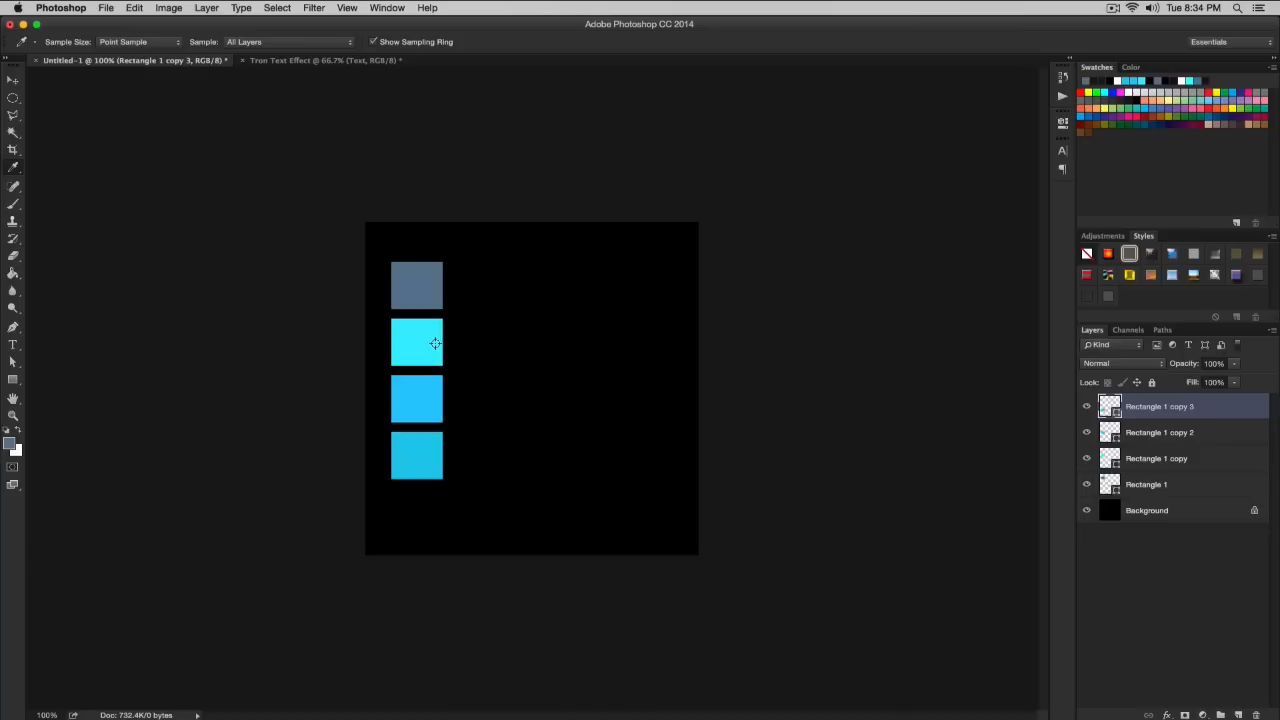 Photoshop File Edit Image Layer Type Select Filter View Window Help Tue 8:34 PM
Adobe Photoshop CC 2014
Sample Size: Point Sample Sample: All Layers Show Sampling Ring Essentials
Untitled-1 @ 100% (Rectangle 1 copy 3, RGB/8) * Tron Text Effect @ 66.7% (Text, RGB/8) *
Swatches Color
Adjustments Styles
Layers Channels Paths
Kind
Normal Opacity: 100%
Lock: Fill: 100%
Rectangle 1 copy 3
Rectangle 1 copy 2
Rectangle 1 copy
Rectangle 1
Background
100% Doc: 732.4K/0 bytes